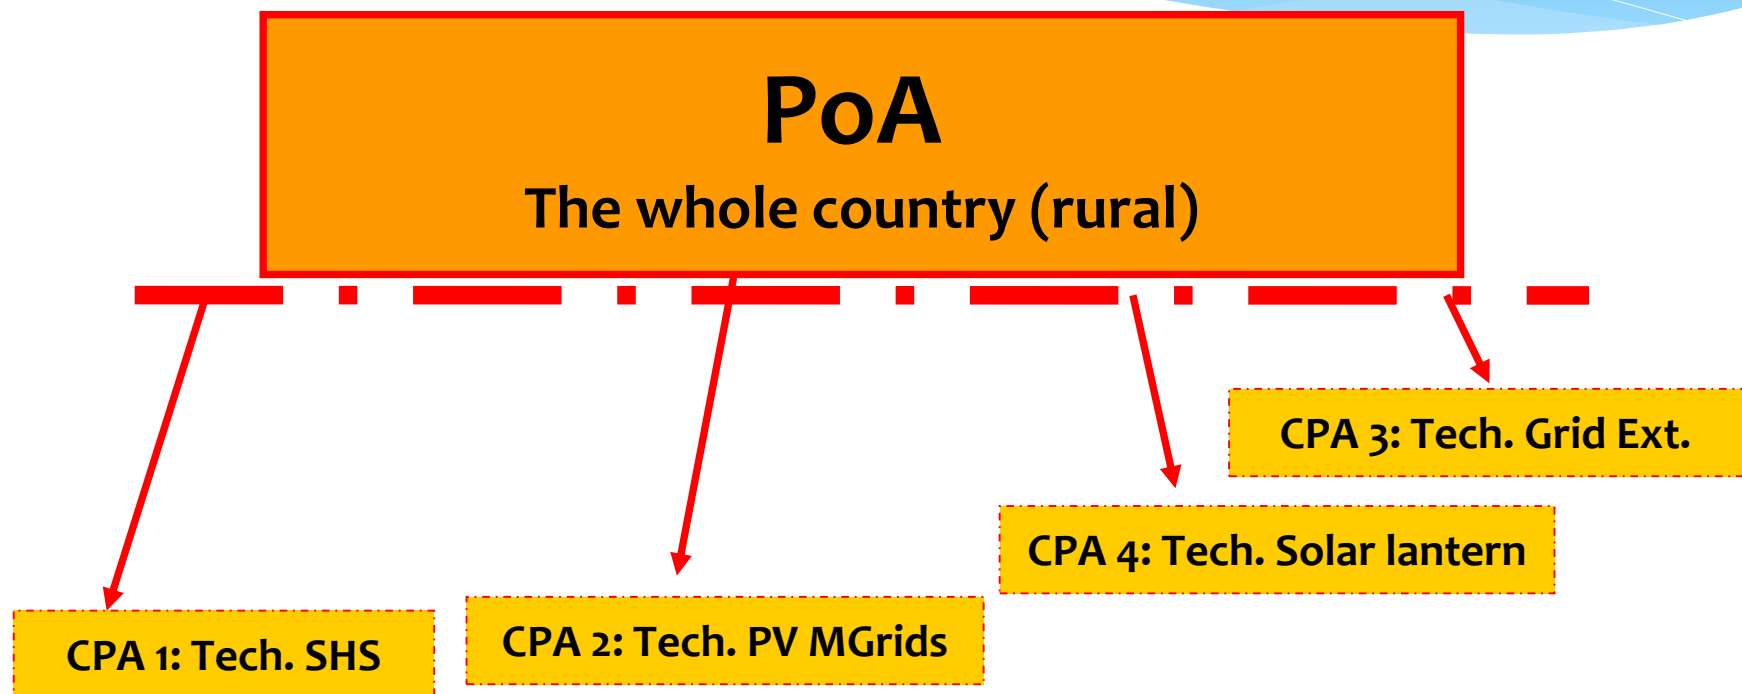 PoA
The whole country (rural)
CPA 3: Tech. Grid Ext.
CPA 4: Tech. Solar lantern
CPA 2: Tech. PV MGrids
CPA 1: Tech. SHS